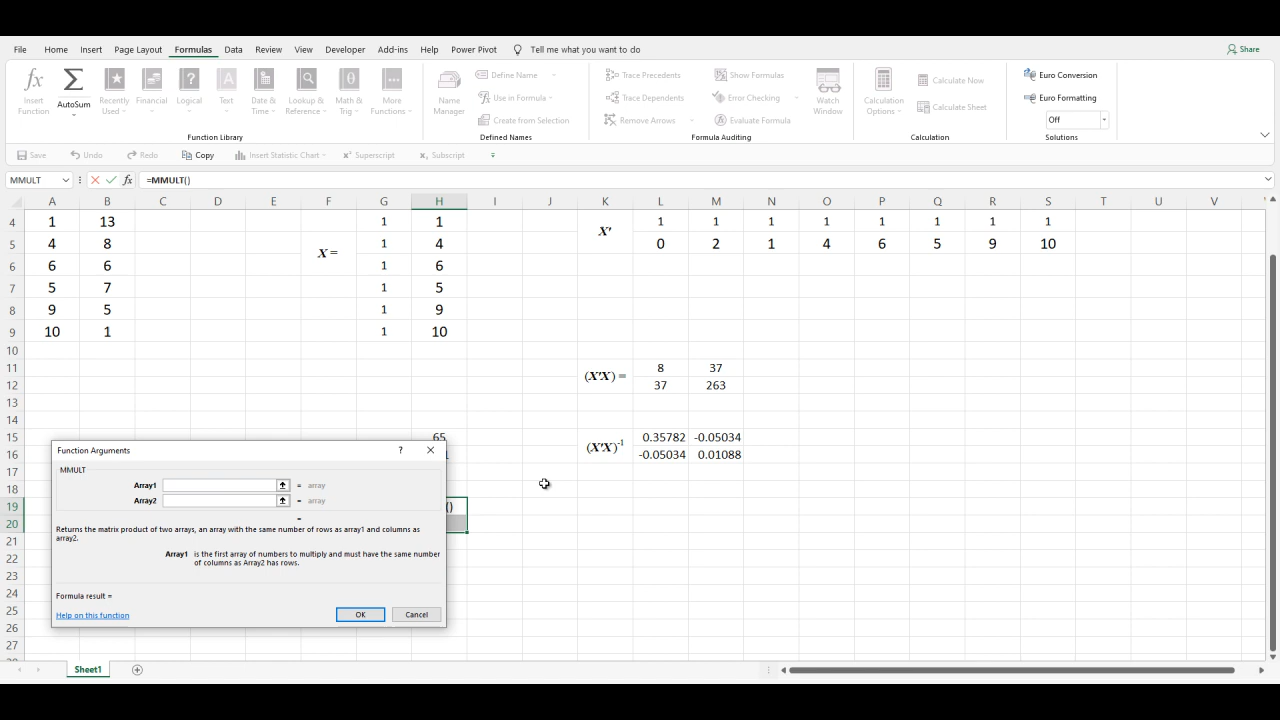 File Home Insert Page Layout Formulas Data Review View Developer Add-ins Help Power Pivot Tell me what you want to do Share
fx Insert Function
Σ AutoSum
Recently Used
Financial
Logical
Text
Date & Time
Lookup & Reference
Math & Trig
More Functions
Function Library
Name Manager
Define Name
Use in Formula
Create from Selection
Defined Names
Trace Precedents
Trace Dependents
Remove Arrows
Show Formulas
Error Checking
Evaluate Formula
Watch Window
Formula Auditing
Calculation Options
Calculate Now
Calculate Sheet
Calculation
Euro Conversion
Euro Formatting
Off
Solutions
Save Undo Redo Copy Insert Statistic Chart x² Superscript x₂ Subscript
MMULT fx =MMULT()
A B C D E F G H I J K L M N O P Q R S T U V
4 1 13 1 1 X' 1 1 1 1 1 1 1 1
5 4 8 X = 1 4 0 2 1 4 6 5 9 10
6 6 6 1 6
7 5 7 1 5
8 9 5 1 9
9 10 1 1 10
10
11 (X'X) = 8 37
12 37 263
13
14
15 65 (X'X)⁻¹ 0.35782 -0.05034
16 -0.05034 0.01088
17
18
19 ()
20
21
22
23
24
25
26
27
Function Arguments ?
MMULT
Array1 = array
Array2 = array
=
Returns the matrix product of two arrays, an array with the same number of rows as array1 and columns as
array2.
Array1 is the first array of numbers to multiply and must have the same number
of columns as Array2 has rows.
Formula result =
Help on this function OK Cancel
Sheet1